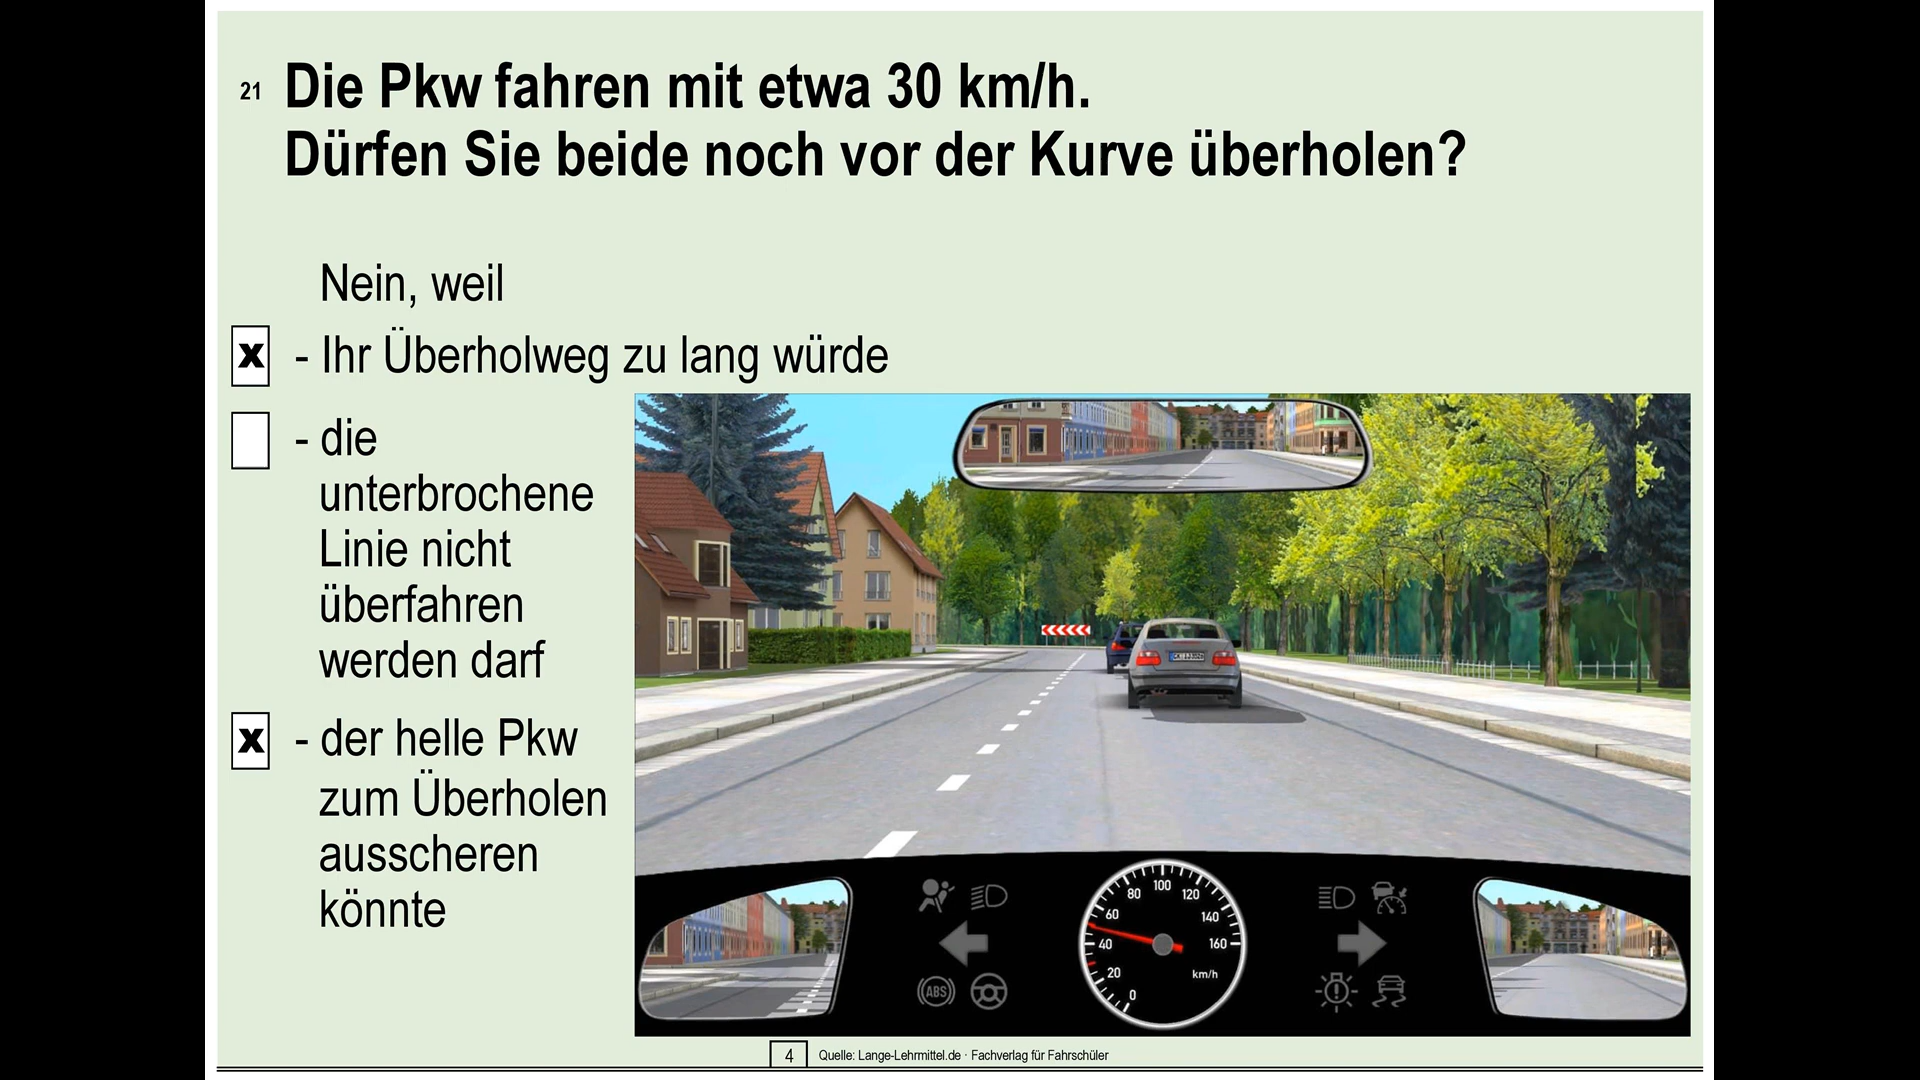 21 Die Pkw fahren mit etwa 30 km/h.
Dürfen Sie beide noch vor der Kurve überholen?
Nein, weil
x - Ihr Überholweg zu lang würde
- die
unterbrochene
Linie nicht
überfahren
werden darf
x - der helle Pkw
zum Überholen
ausscheren
könnte
0 20 40 60 80 100 120 140 160
km/h
ABS
4 Quelle: Lange-Lehrmittel.de · Fachverlag für Fahrschüler